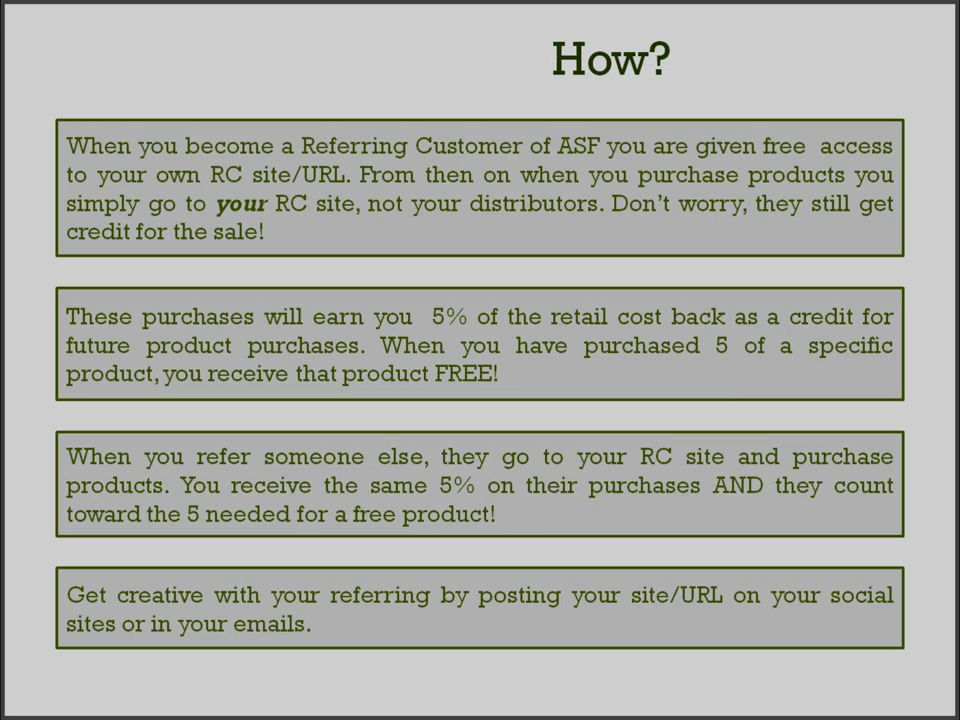 How?
When you become a Referring Customer of ASF you are given free access
to your own RC site/URL. From then on when you purchase products you
simply go to your RC site, not your distributors. Don't worry, they still get
credit for the sale!
These purchases will earn you 5% of the retail cost back as a credit for
future product purchases. When you have purchased 5 of a specific
product, you receive that product FREE!
When you refer someone else, they go to your RC site and purchase
products. You receive the same 5% on their purchases AND they count
toward the 5 needed for a free product!
Get creative with your referring by posting your site/URL on your social
sites or in your emails.